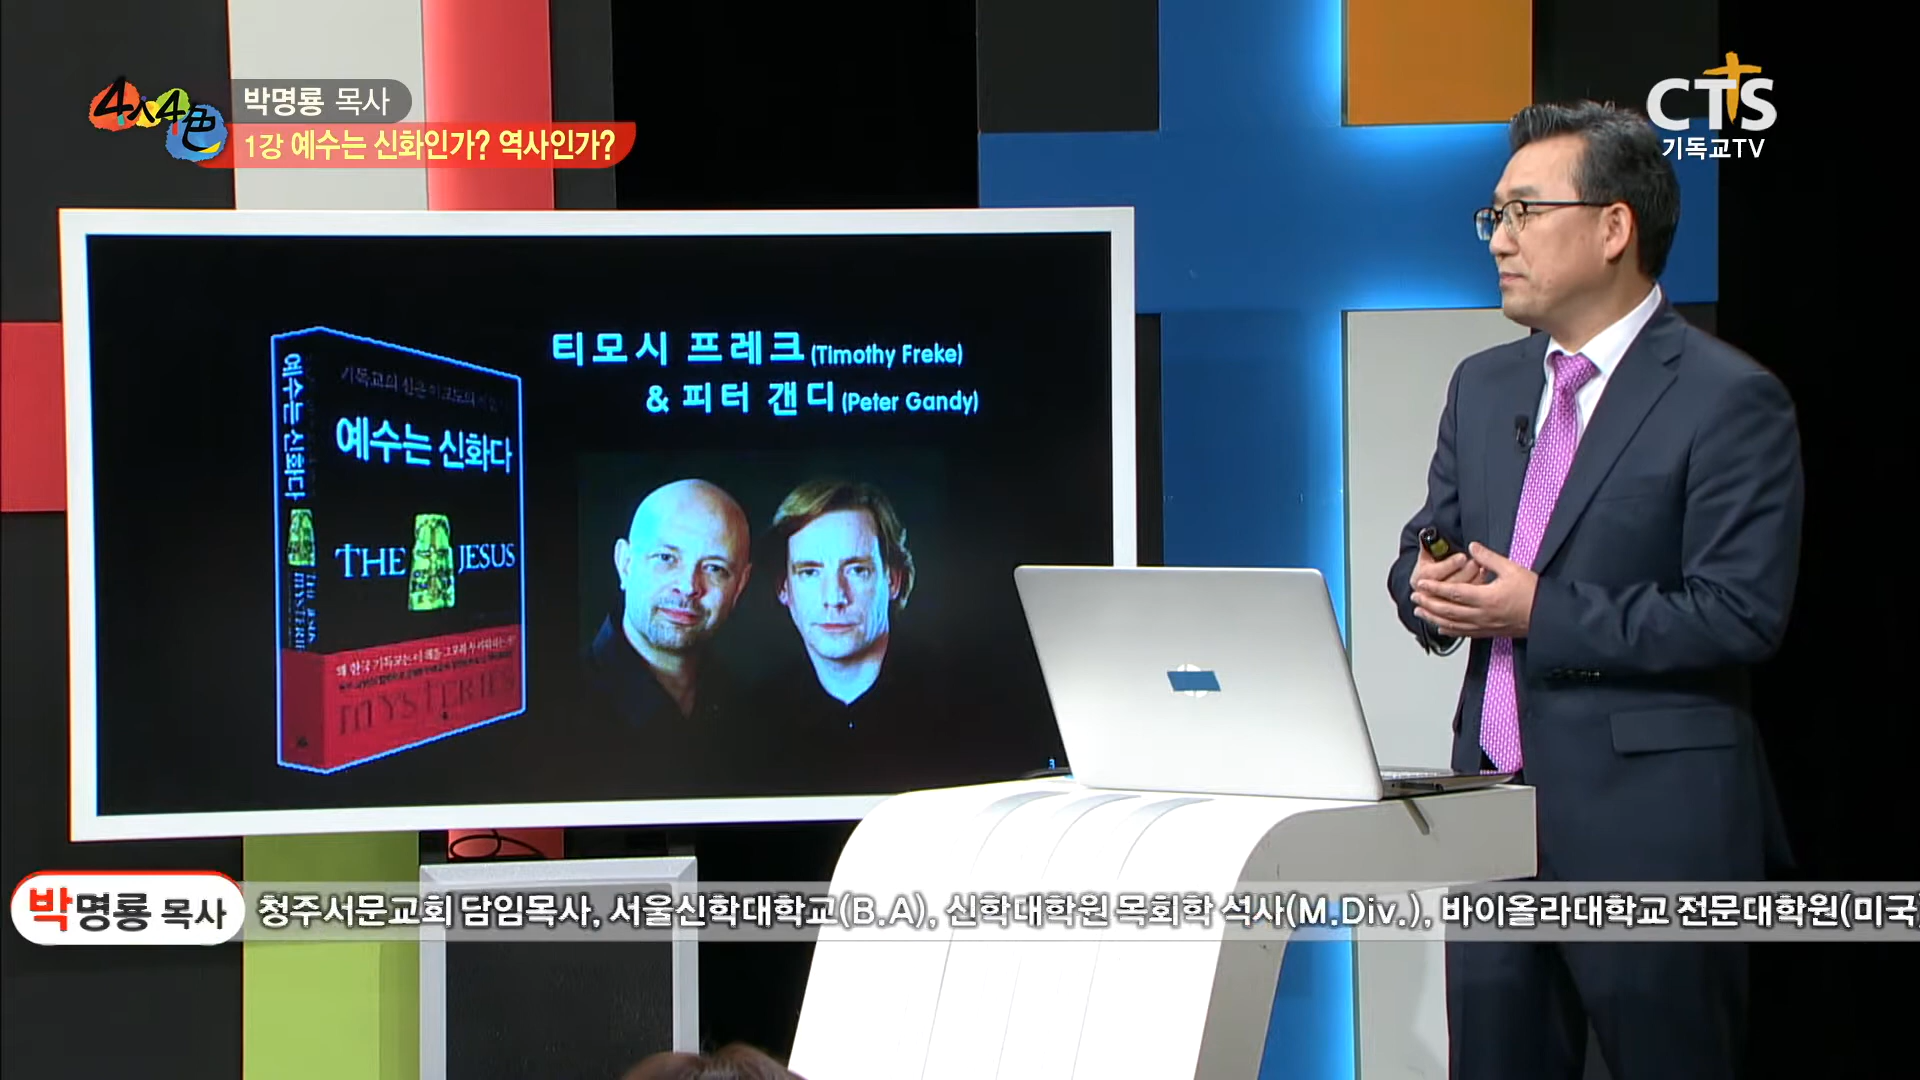 4人4色
박명룡 목사
1강 예수는 신화인가? 역사인가?
CTS
기독교TV
티모시 프레크 (Timothy Freke)
& 피터 갠디 (Peter Gandy)
예수는 신화다
예수는 신화다
THE JESUS
MYSTERIES
3
박명룡 목사
청주서문교회 담임목사, 서울신학대학교(B.A), 신학대학원 목회학 석사(M.Div.), 바이올라대학교 전문대학원(미국)